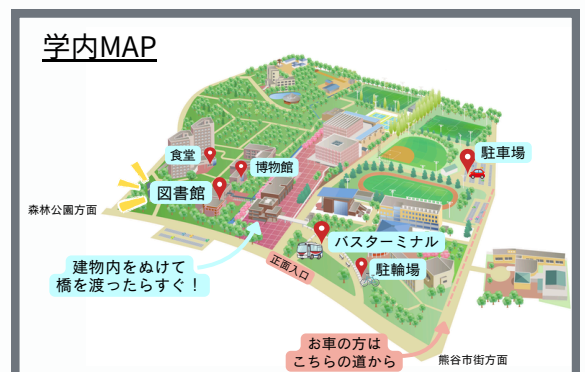 学内MAP
食堂
博物館
駐車場
図書館
森林公園方面
バスターミナル
建物内をぬけて
橋を渡ったらすぐ!
正面入口
駐輪場
お車の方は
こちらの道から
熊谷市街方面